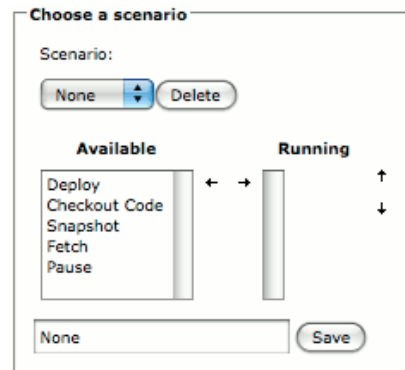 Choose a scenario
Scenario:
None Delete
Available Running
Deploy
Checkout Code
Snapshot
Fetch
Pause
None Save